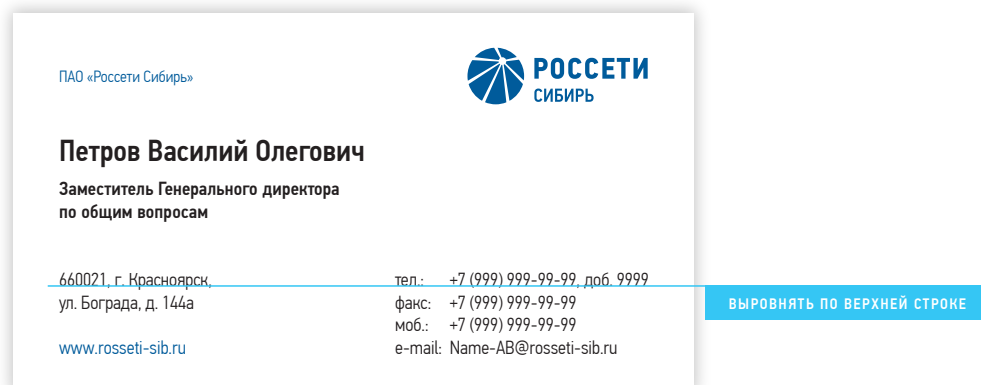 ПАО «Россети Сибирь»
РОССЕТИ
СИБИРЬ
Петров Василий Олегович
Заместитель Генерального директора
по общим вопросам
660021, г. Красноярск,
ул. Бограда, д. 144а
www.rosseti-sib.ru
тел.: +7 (999) 999-99-99, доб. 9999
факс: +7 (999) 999-99-99
моб.: +7 (999) 999-99-99
e-mail: Name-AB@rosseti-sib.ru
ВЫРОВНЯТЬ ПО ВЕРХНЕЙ СТРОКЕ